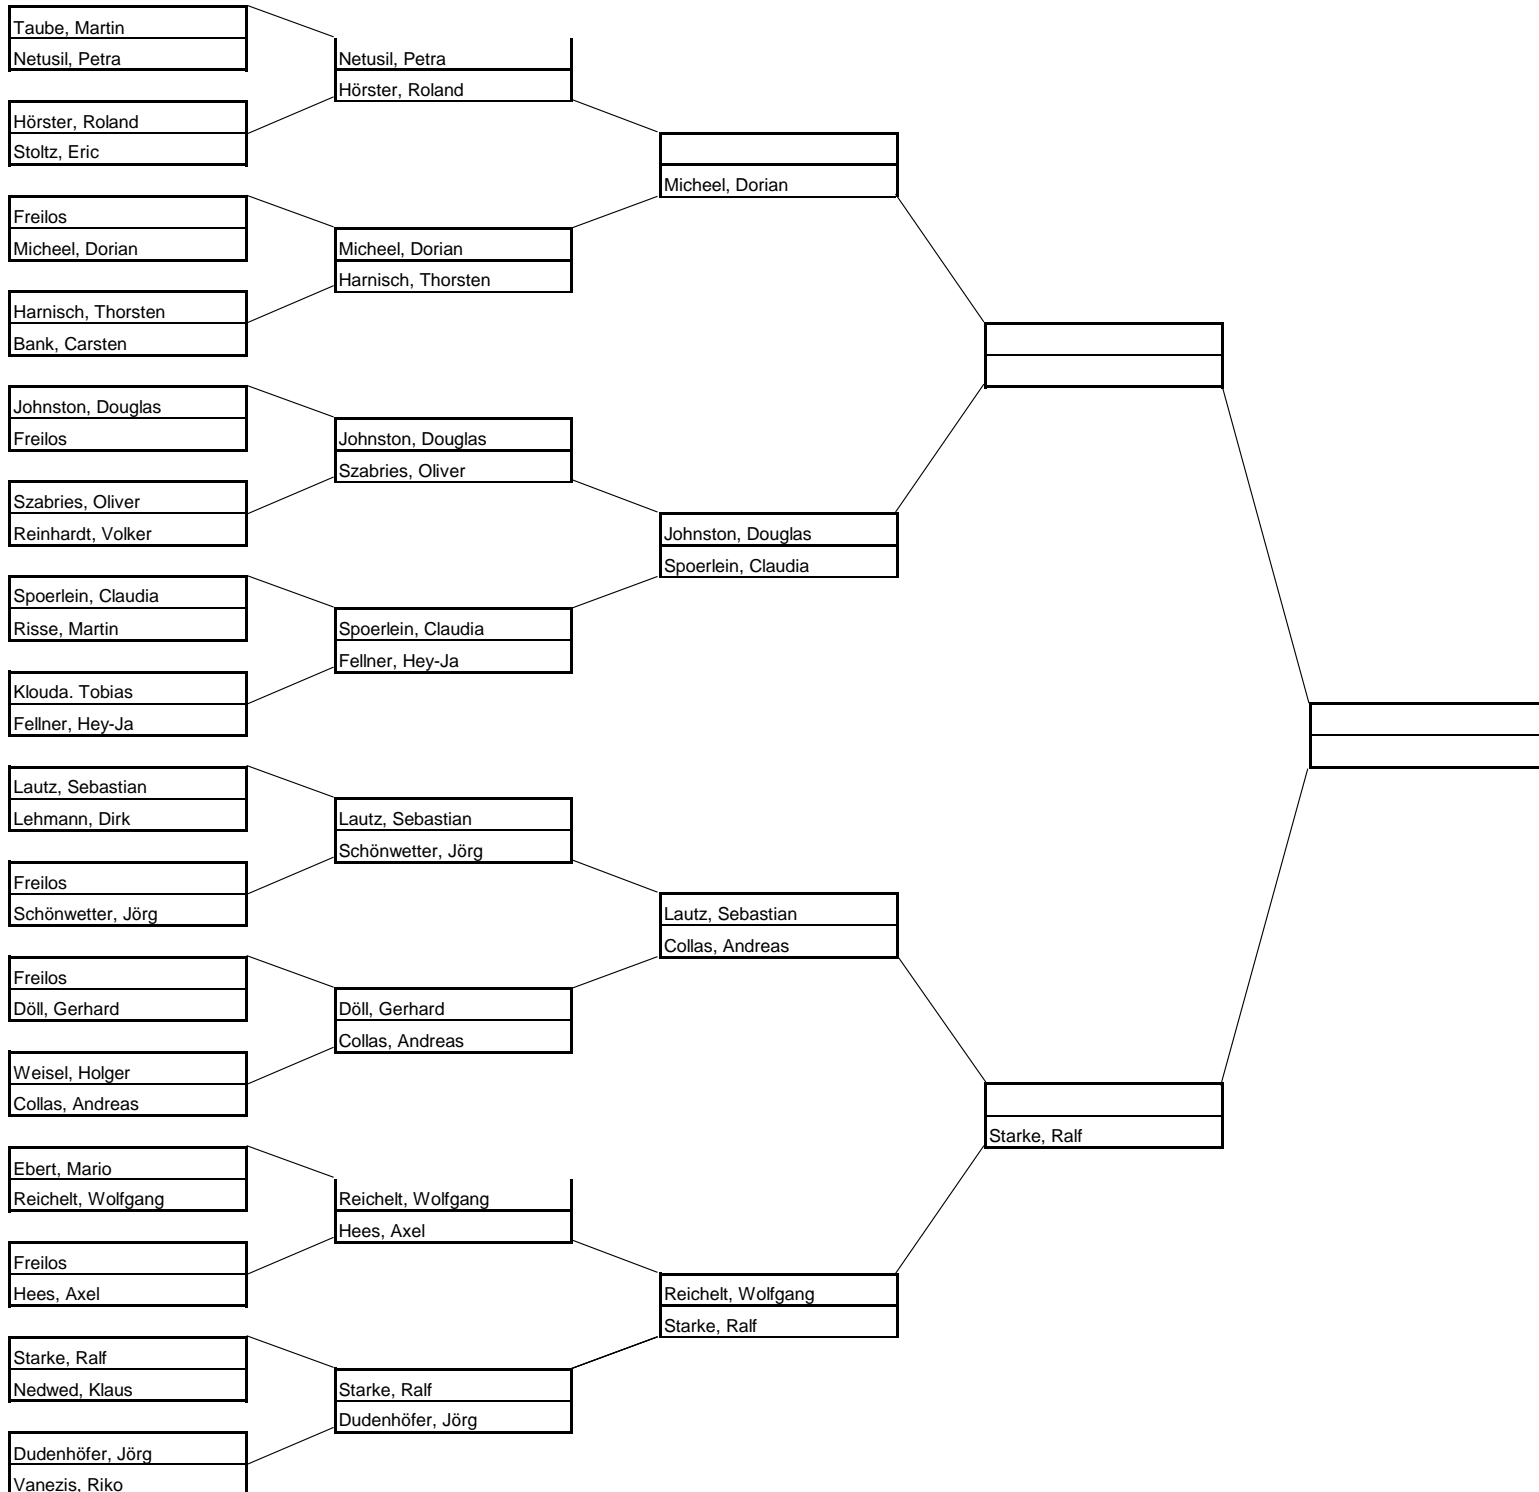 Taube, Martin
Netusil, Petra
Hörster, Roland
Stoltz, Eric
Freilos
Micheel, Dorian
Harnisch, Thorsten
Bank, Carsten
Johnston, Douglas
Freilos
Szabries, Oliver
Reinhardt, Volker
Spoerlein, Claudia
Risse, Martin
Klouda. Tobias
Fellner, Hey-Ja
Lautz, Sebastian
Lehmann, Dirk
Freilos
Schönwetter, Jörg
Freilos
Döll, Gerhard
Weisel, Holger
Collas, Andreas
Ebert, Mario
Reichelt, Wolfgang
Freilos
Hees, Axel
Starke, Ralf
Nedwed, Klaus
Dudenhöfer, Jörg
Vanezis, Riko
Netusil, Petra
Hörster, Roland
Micheel, Dorian
Harnisch, Thorsten
Johnston, Douglas
Szabries, Oliver
Spoerlein, Claudia
Fellner, Hey-Ja
Lautz, Sebastian
Schönwetter, Jörg
Döll, Gerhard
Collas, Andreas
Reichelt, Wolfgang
Hees, Axel
Starke, Ralf
Dudenhöfer, Jörg
Micheel, Dorian
Johnston, Douglas
Spoerlein, Claudia
Lautz, Sebastian
Collas, Andreas
Reichelt, Wolfgang
Starke, Ralf
Starke, Ralf